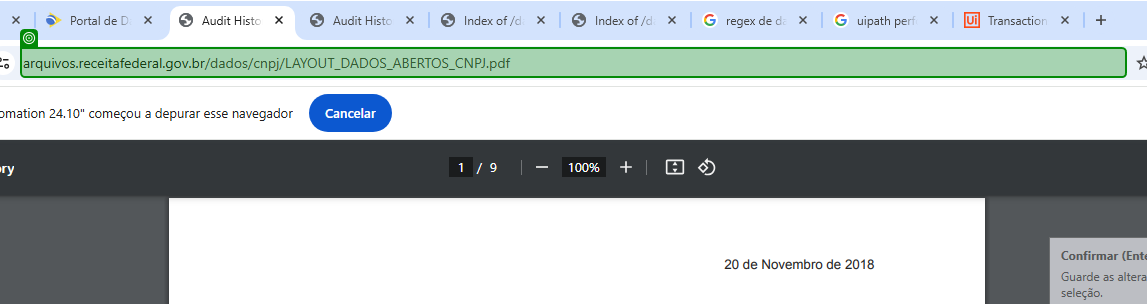 Portal de D
Audit Histo
Audit Histo
Index of /d
Index of /da
regex de da
uipath perf
Transaction
arquivos.receitafederal.gov.br/dados/cnpj/LAYOUT_DADOS_ABERTOS_CNPJ.pdf
omation 24.10" começou a depurar esse navegador
Cancelar
ory
1 / 9
100%
20 de Novembro de 2018
Confirmar (Ente
Guarde as altera
seleção.